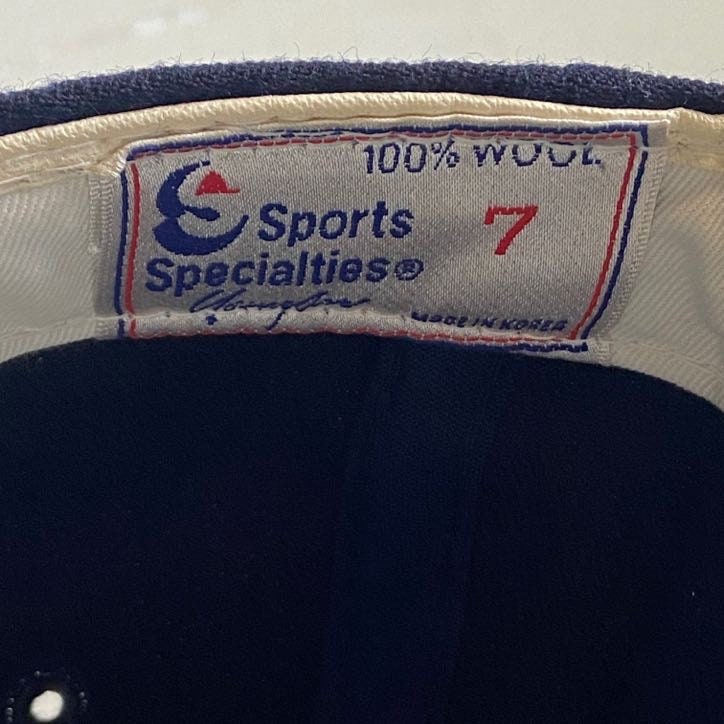 100% WOOL
Sports
7
Specialties®
MADE IN KOREA